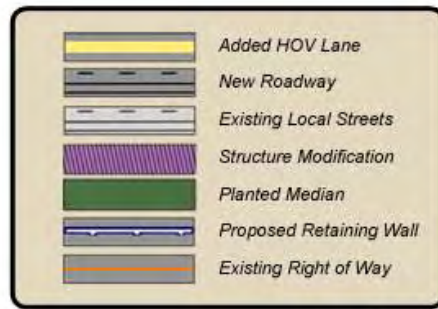 Added HOV Lane
New Roadway
Existing Local Streets
Structure Modification
Planted Median
Proposed Retaining Wall
Existing Right of Way